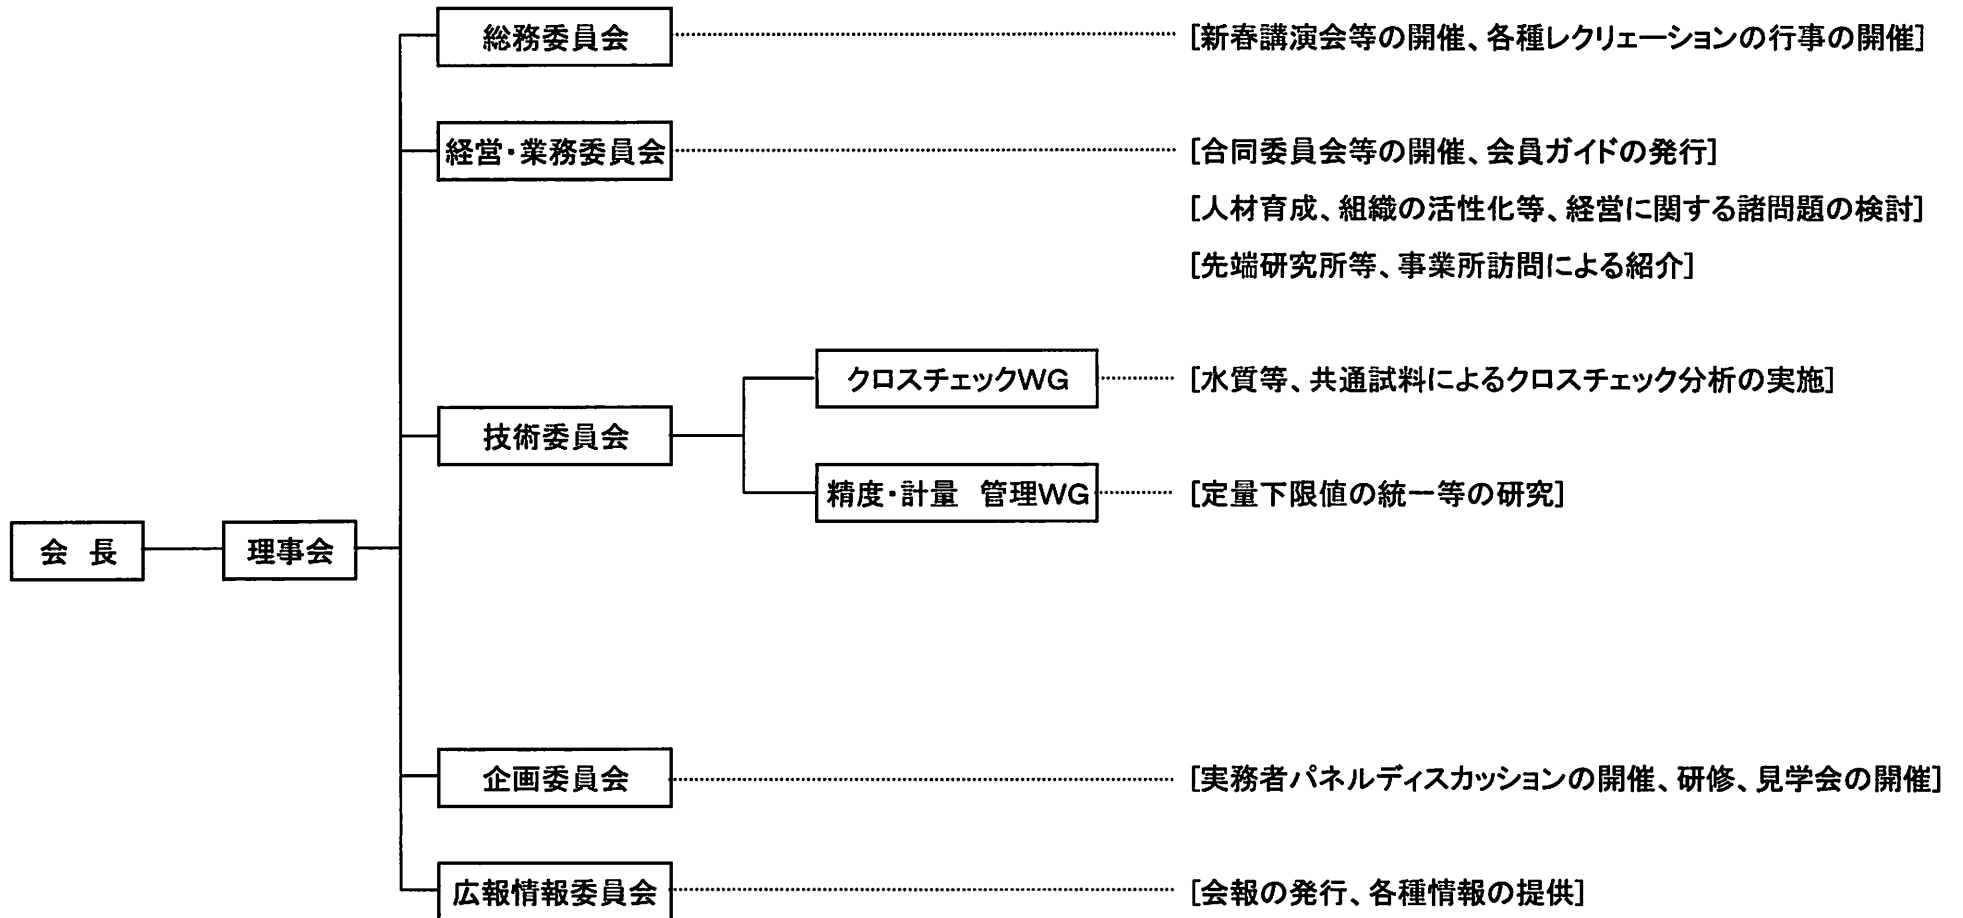 総務委員会 [新春講演会等の開催、各種レクリェーションの行事の開催]
経営・業務委員会 [合同委員会等の開催、会員ガイドの発行]
[人材育成、組織の活性化等、経営に関する諸問題の検討]
[先端研究所等、事業所訪問による紹介]
クロスチェックWG [水質等、共通試料によるクロスチェック分析の実施]
技術委員会
精度・計量　管理WG [定量下限値の統一等の研究]
会　長 理事会
企画委員会 [実務者パネルディスカッションの開催、研修、見学会の開催]
広報情報委員会 [会報の発行、各種情報の提供]